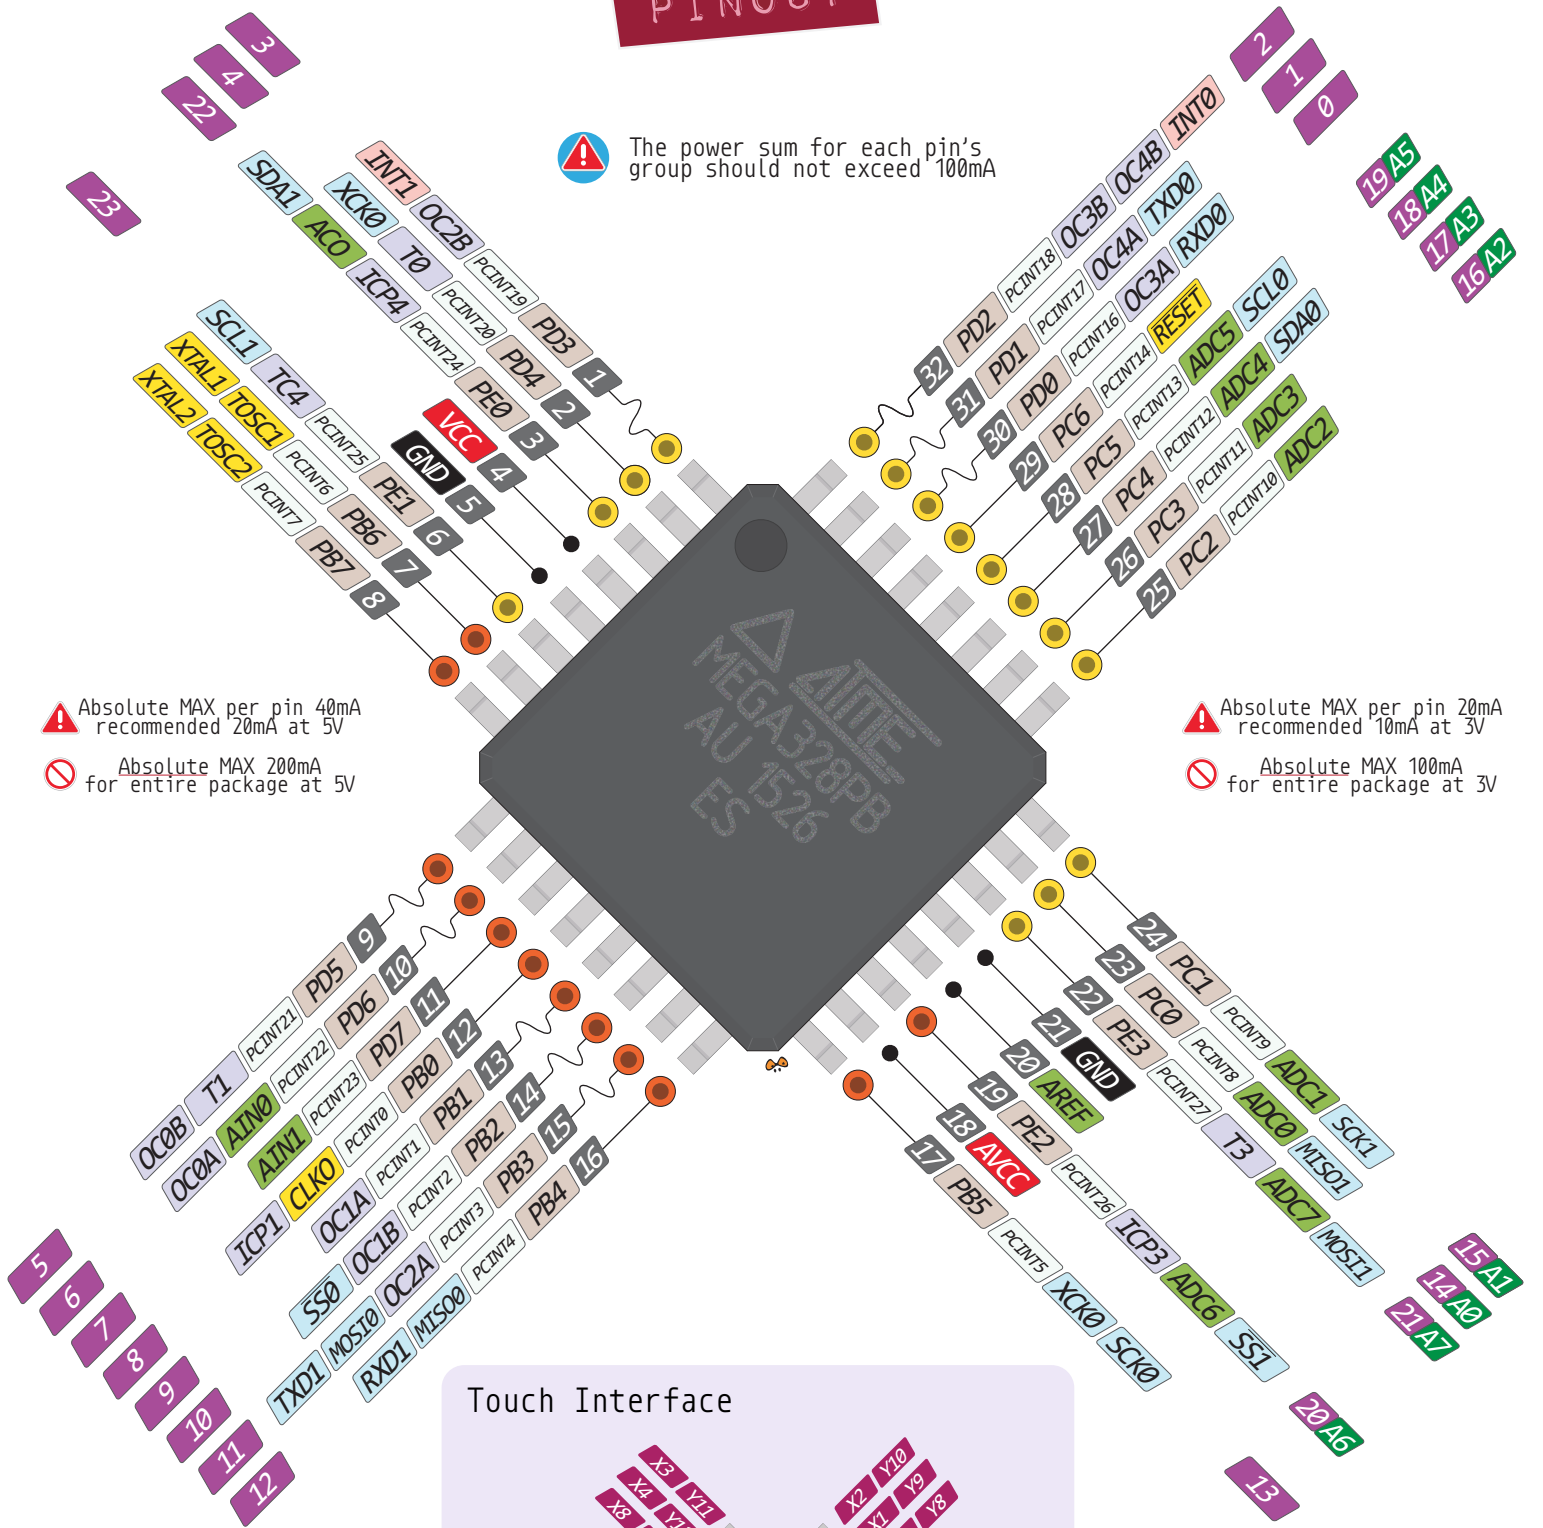 PINOUT
The power sum for each pin's
group should not exceed 100mA
3
4
22
23
INT1 OC2B PCINT19 PD3 1
XCK0 T0 PCINT20 PD4 2
SDA1 ACO ICP4 PCINT24 PE0 3
VCC 4
GND 5
SCL1 TC4 PCINT25 PE1 6
XTAL1 TOSC1 PCINT6 PB6 7
XTAL2 TOSC2 PCINT7 PB7 8
2
1
0
19 A5
18 A4
17 A3
16 A2
32 PD2 PCINT18 OC3B OC4B INT0
31 PD1 PCINT17 OC4A TXD0
30 PD0 PCINT16 OC3A RXD0
29 PC6 PCINT14 RESET
28 PC5 PCINT13 ADC5 SCL0
27 PC4 PCINT12 ADC4 SDA0
26 PC3 PCINT11 ADC3
25 PC2 PCINT10 ADC2
ATMEL
MEGA328PB
AU 1526
ES
Absolute MAX per pin 40mA
recommended 20mA at 5V
Absolute MAX 200mA
for entire package at 5V
Absolute MAX per pin 20mA
recommended 10mA at 3V
Absolute MAX 100mA
for entire package at 3V
OC0B T1 PCINT21 PD5 9
OC0A AIN0 PCINT22 PD6 10
AIN1 PCINT23 PD7 11
ICP1 CLKO PCINT0 PB0 12
OC1A PCINT1 PB1 13
SS0 OC1B PCINT2 PB2 14
TXD1 MOSI0 OC2A PCINT3 PB3 15
RXD1 MISO0 PCINT4 PB4 16
5
6
7
8
9
10
11
12
24 PC1 PCINT9 ADC1 SCK1
23 PC0 PCINT8 ADC0 MISO1
22 PE3 PCINT27 T3 ADC7 MOSI1
21 GND
20 AREF
19 PE2 PCINT26 ICP3 ADC6 SS1
18 AVCC
17 PB5 PCINT5 XCK0 SCK0
15 A1
14 A0
21 A7
20 A6
13
Touch Interface
X3 Y11
X4
X8
X2 Y10
X1 Y9
Y8